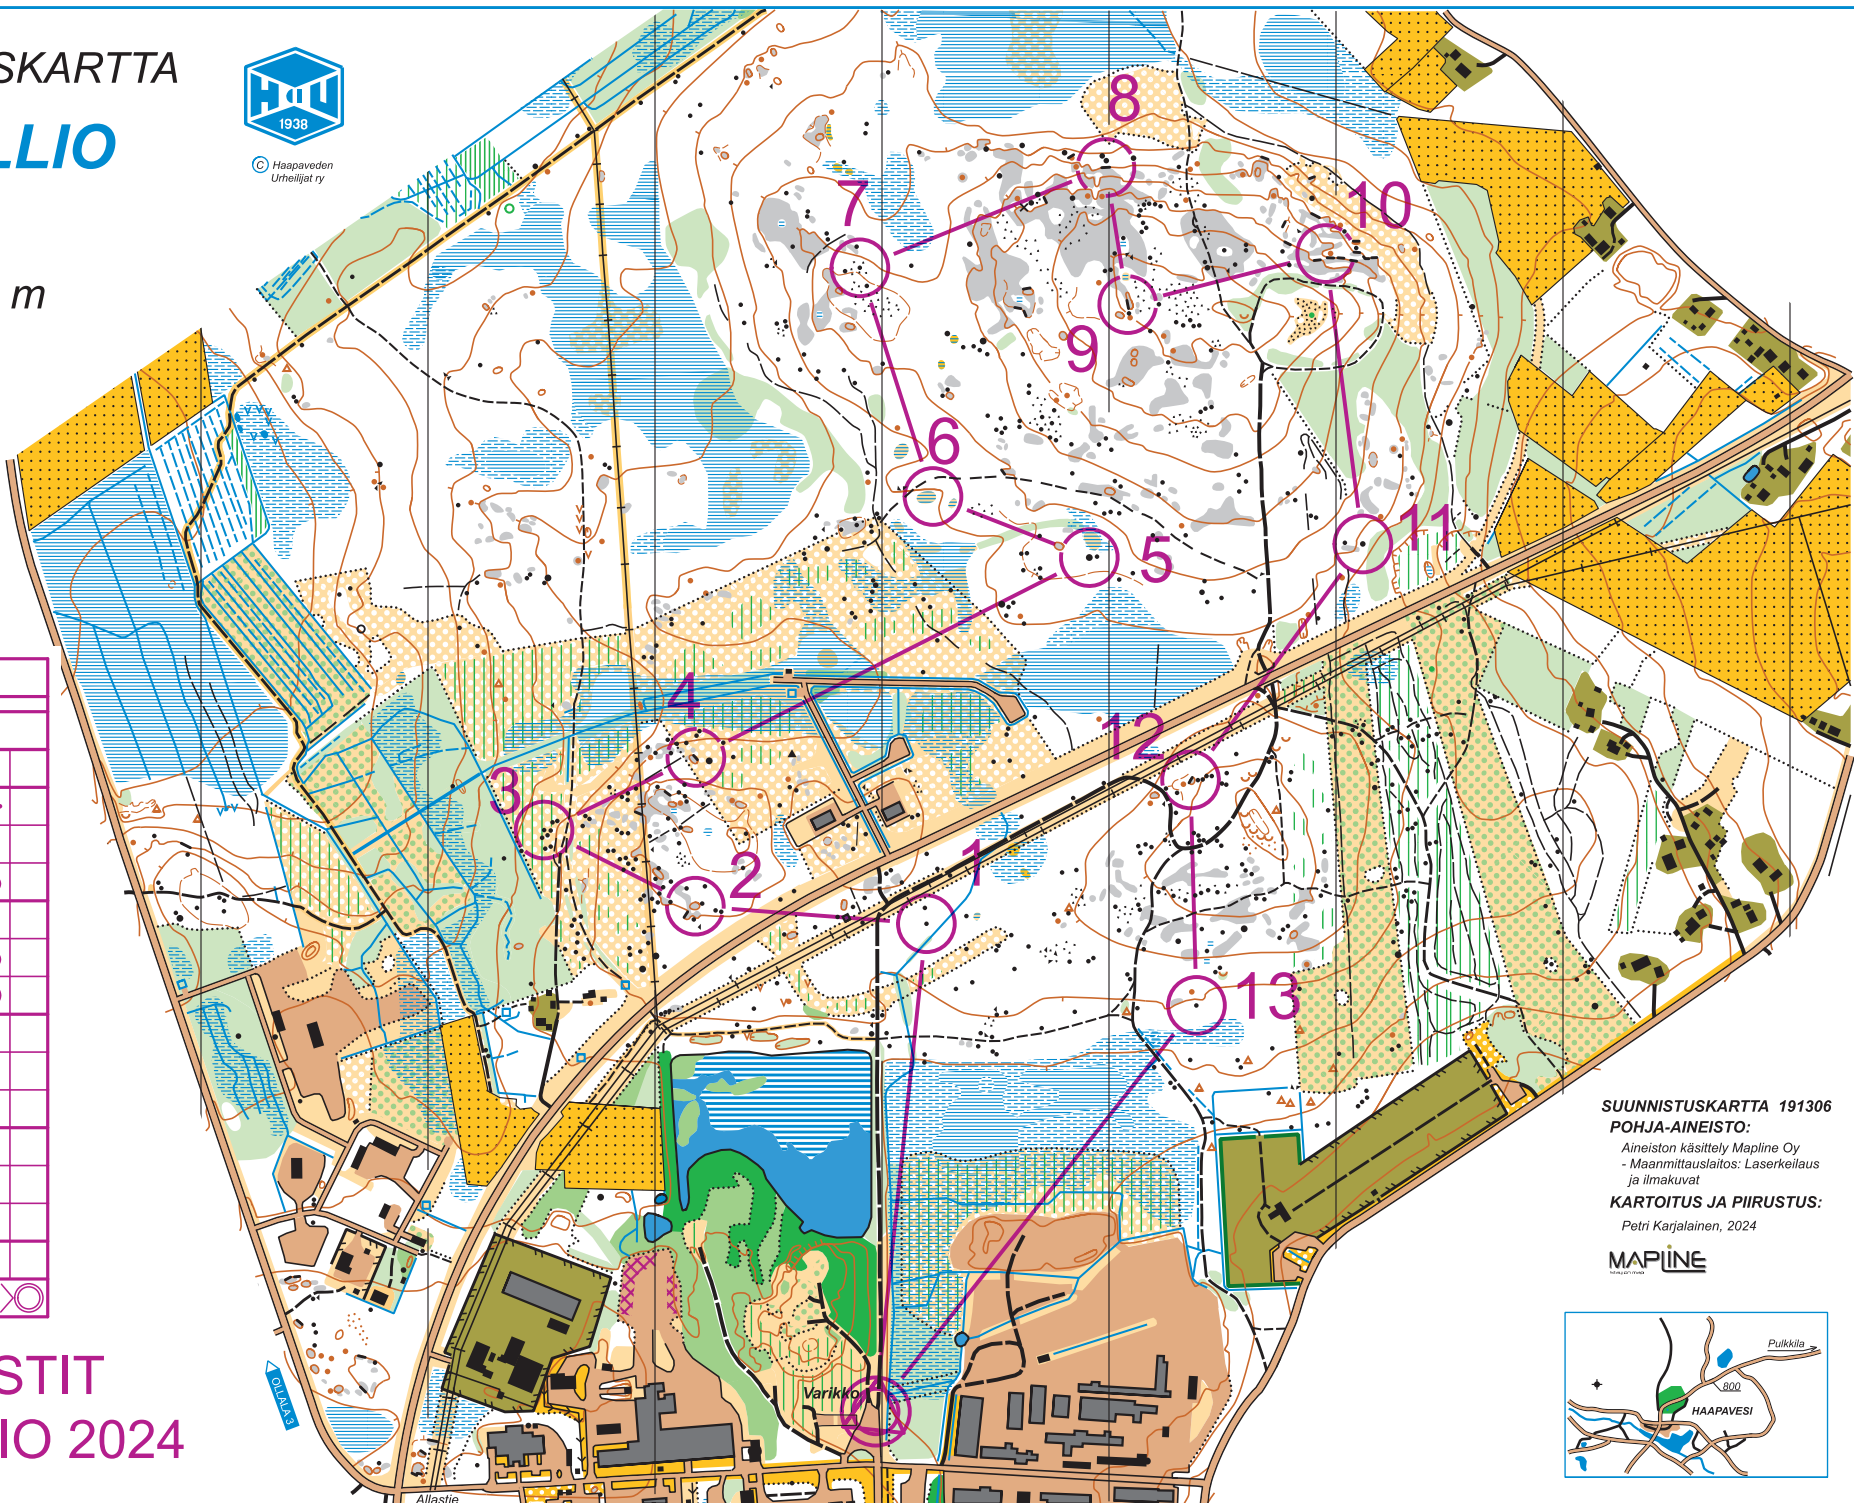 SKARTTA
LLIO
m
HU
1938
© Haapaveden
Urheilijat ry
8
7
10
9
6
11
5
4
12
3
2
1
13
SUUNNISTUSKARTTA 191306
POHJA-AINEISTO:
Aineiston käsittely Mapline Oy
- Maanmittauslaitos: Laserkeilaus
ja ilmakuvat
KARTOITUS JA PIIRUSTUS:
Petri Karjalainen, 2024
MAPLINE
Pulkkila
800
HAAPAVESI
STIT
IO 2024
OLLALA 3
Varikko
Allastie